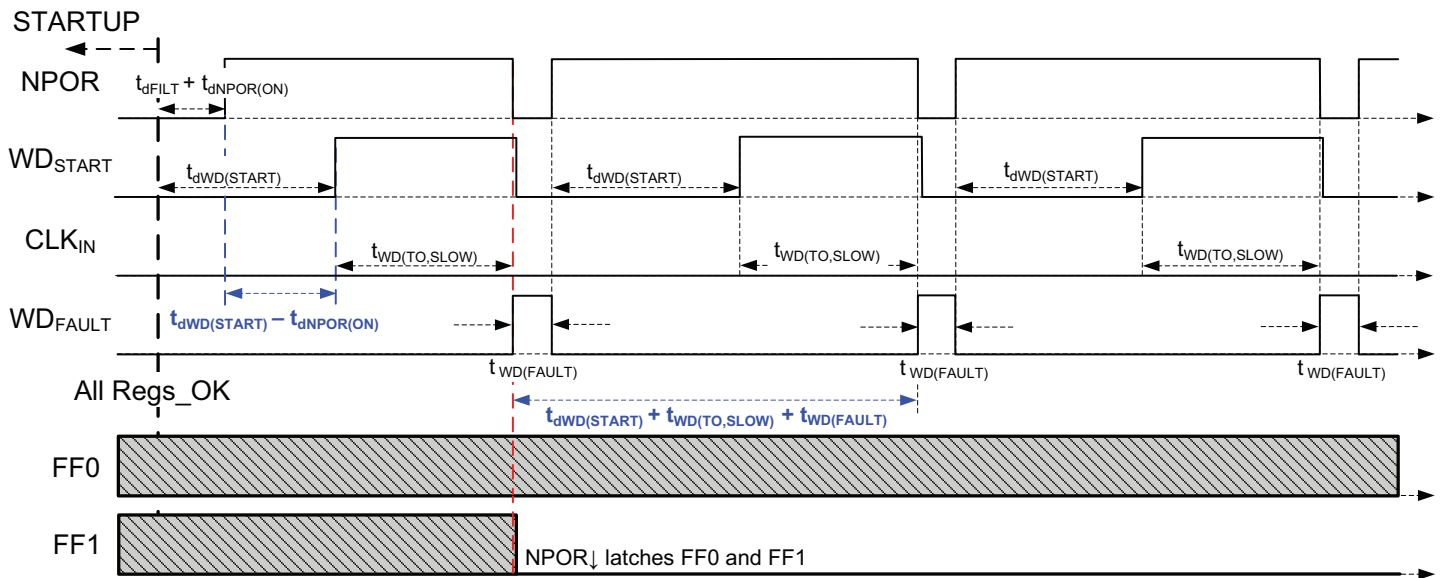 STARTUP
NPOR
tdFILT + tdNPOR(ON)
WDSTART
tdWD(START)
tdWD(START)
tdWD(START)
CLKIN
tWD(TO,SLOW)
tWD(TO,SLOW)
tWD(TO,SLOW)
WDFAULT
tdWD(START) – tdNPOR(ON)
tWD(FAULT)
tWD(FAULT)
tWD(FAULT)
All Regs_OK
tdWD(START) + tWD(TO,SLOW) + tWD(FAULT)
FF0
FF1
NPOR↓ latches FF0 and FF1